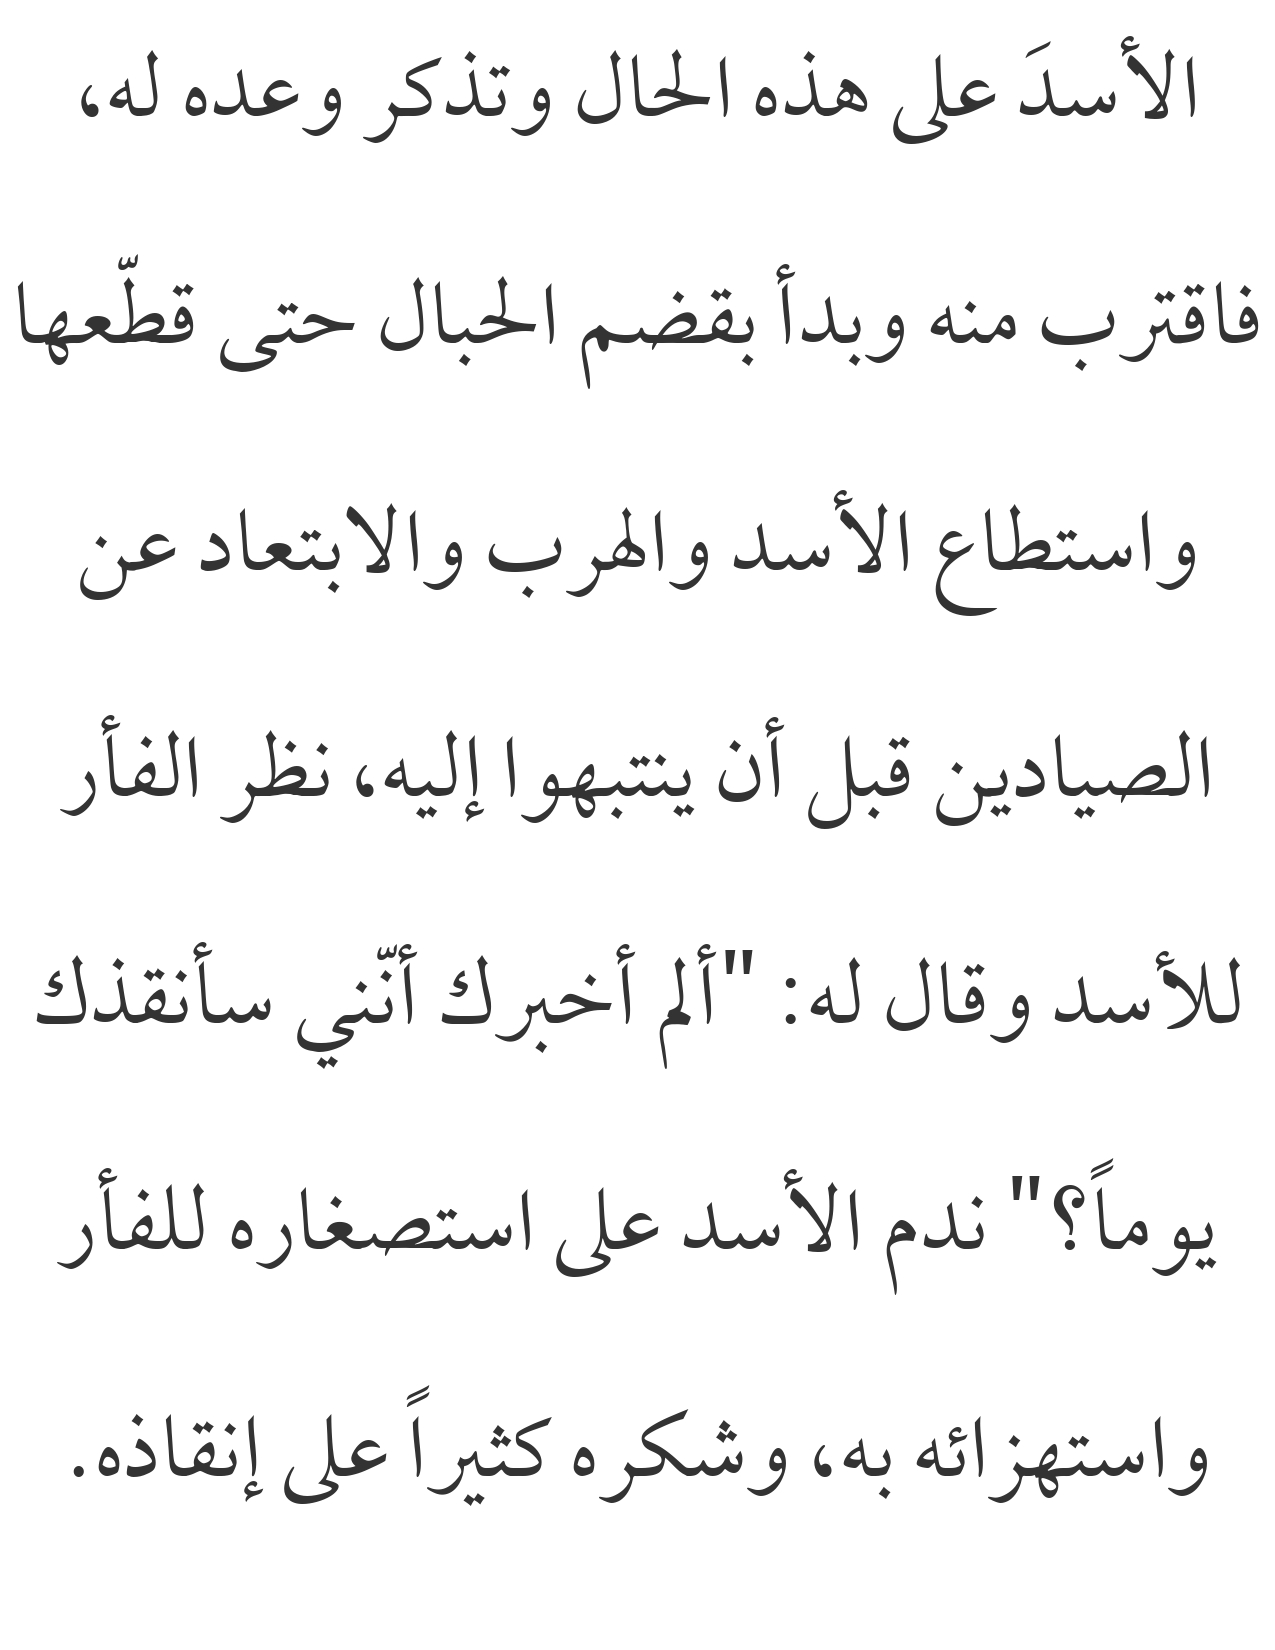 الأسدَ على هذه الحال وتذكر وعده له،
فاقترب منه وبدأ بقضم الحبال حتى قطّعها
واستطاع الأسد والهرب والابتعاد عن
الصيادين قبل أن ينتبهوا إليه، نظر الفأر
للأسد وقال له: "ألم أخبرك أنّني سأنقذك
يوماً؟" ندم الأسد على استصغاره للفأر
واستهزائه به، وشكره كثيراً على إنقاذه.